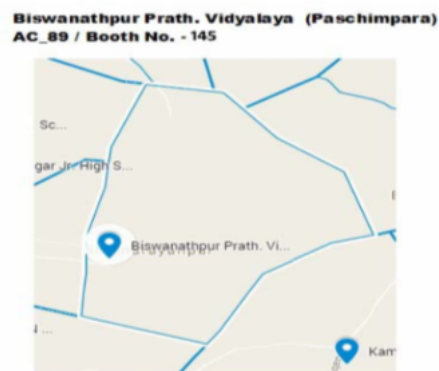 Biswanathpur Prath. Vidyalaya (Paschimpara)
AC_89 / Booth No. - 145
Sc...
gar Jr. High S...
Biswanathpur Prath. Vi...
Kam